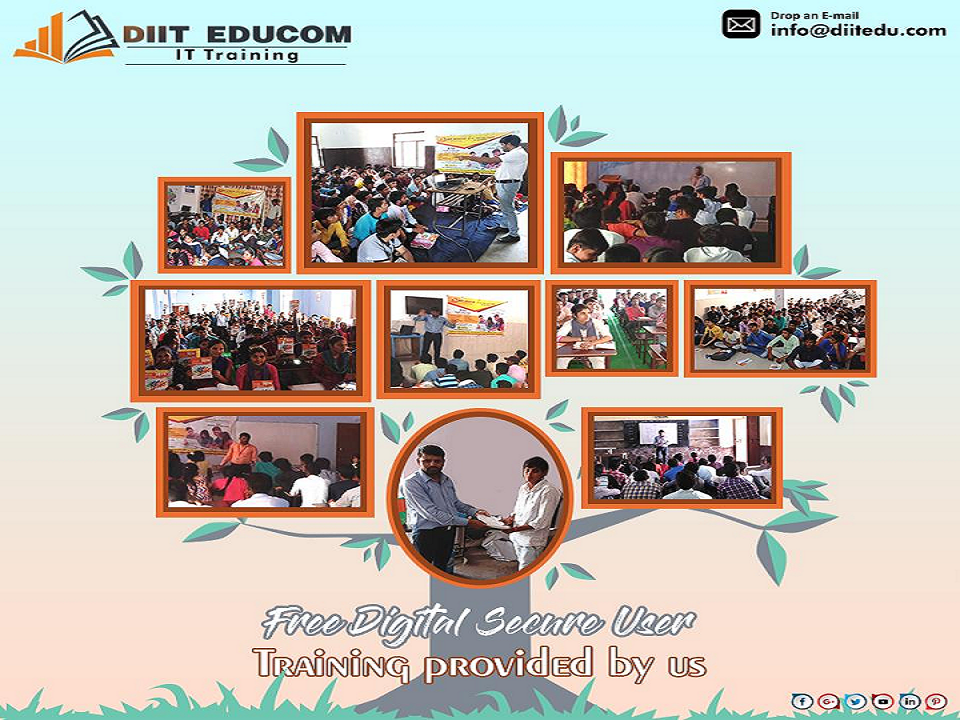 DIIT EDUCOM
IT Training
Drop an E-mail
info@diitedu.com
Free Digital Secure User
Training provided by us